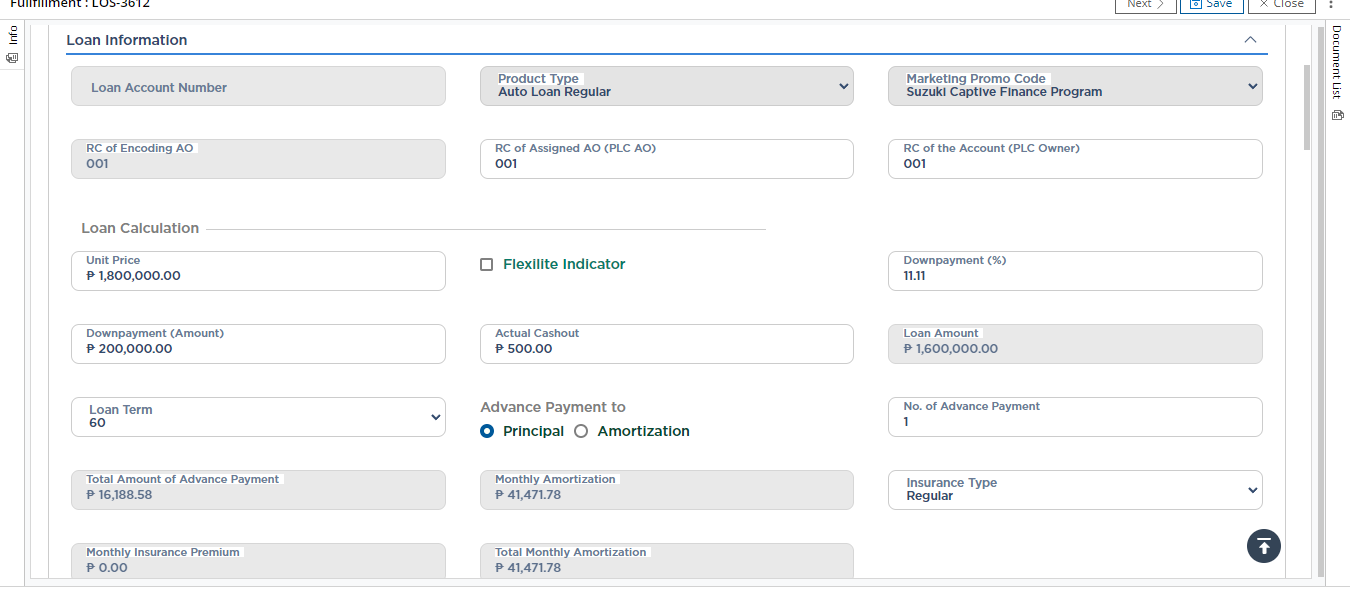 Fulfillment : LOS-3612
Next
Save
Close
Info
Document List
Loan Information
Loan Account Number
Product Type
Auto Loan Regular
Marketing Promo Code
Suzuki Captive Finance Program
RC of Encoding AO
001
RC of Assigned AO (PLC AO)
001
RC of the Account (PLC Owner)
001
Loan Calculation
Unit Price
₱ 1,800,000.00
Flexilite Indicator
Downpayment (%)
11.11
Downpayment (Amount)
₱ 200,000.00
Actual Cashout
₱ 500.00
Loan Amount
₱ 1,600,000.00
Loan Term
60
Advance Payment to
Principal Amortization
No. of Advance Payment
1
Total Amount of Advance Payment
₱ 16,188.58
Monthly Amortization
₱ 41,471.78
Insurance Type
Regular
Monthly Insurance Premium
₱ 0.00
Total Monthly Amortization
₱ 41,471.78